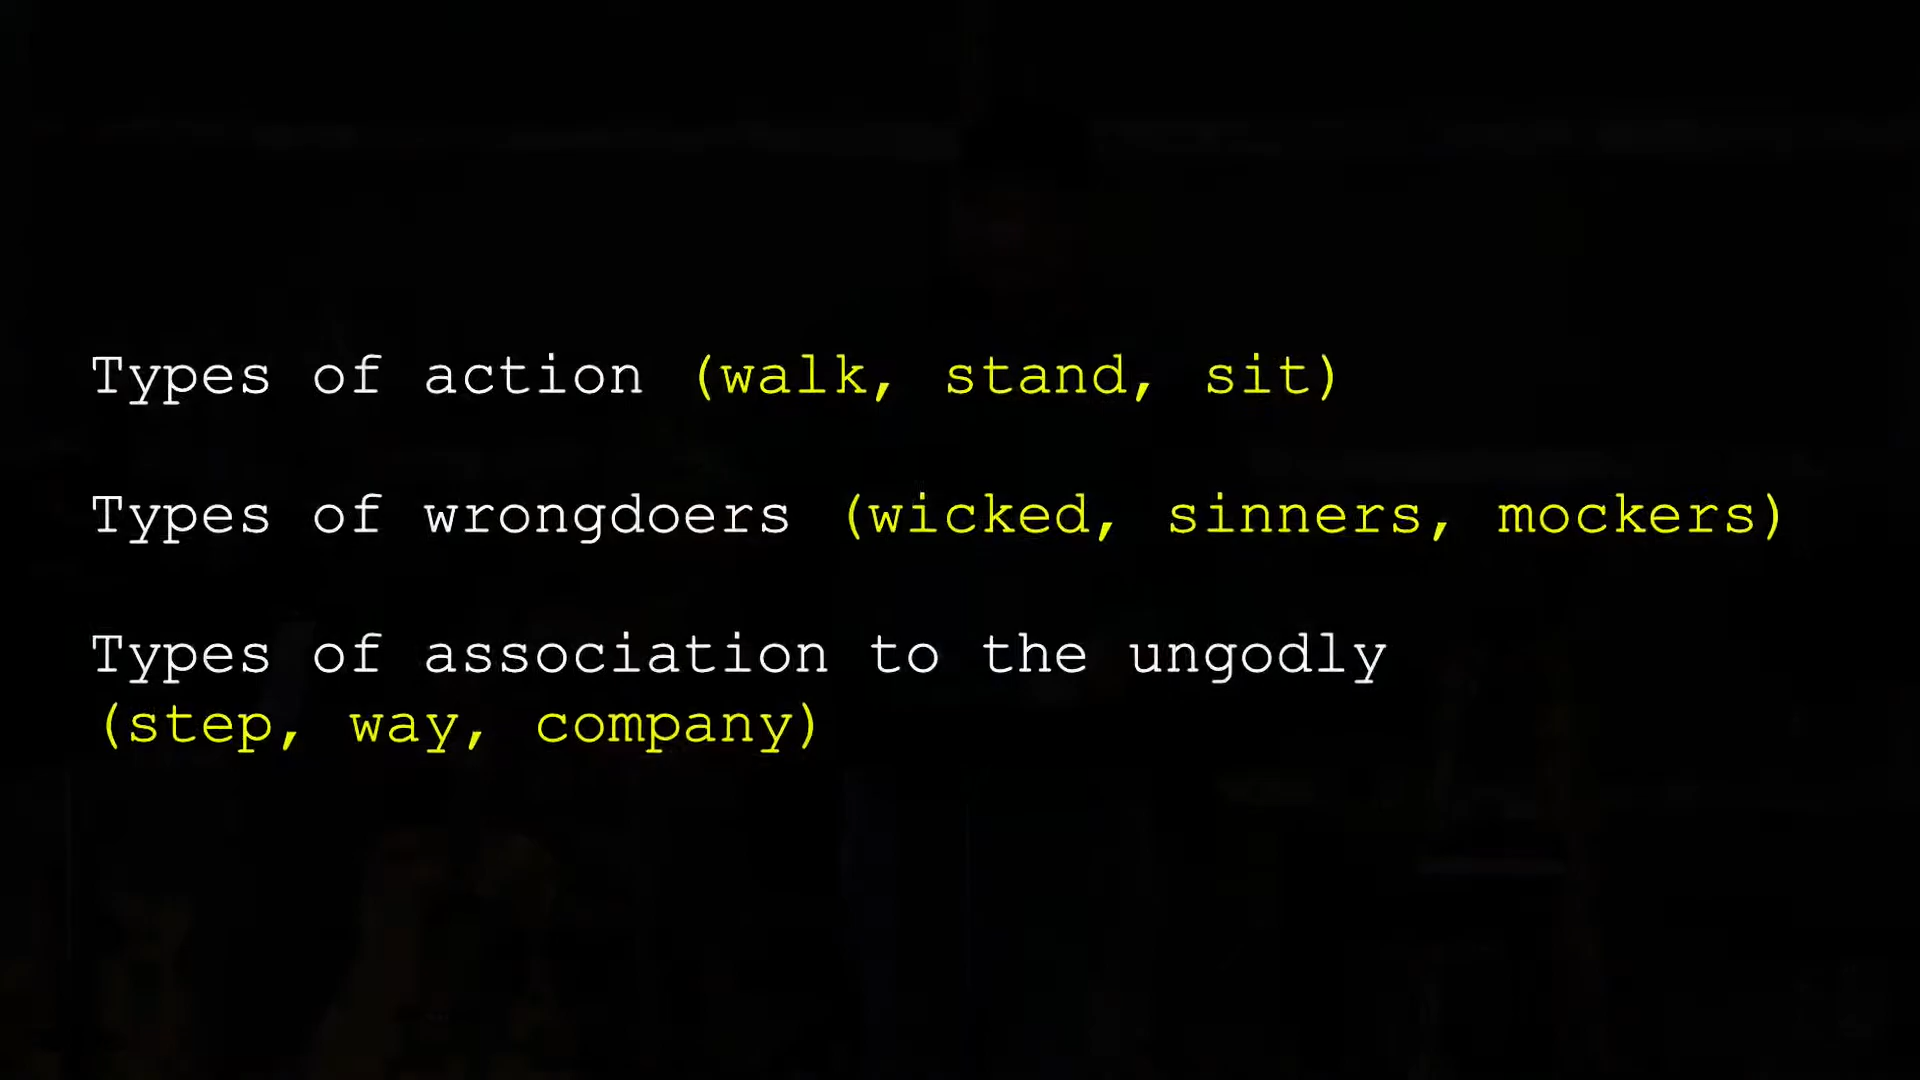 Types of action (walk, stand, sit)
Types of wrongdoers (wicked, sinners, mockers)
Types of association to the ungodly
(step, way, company)